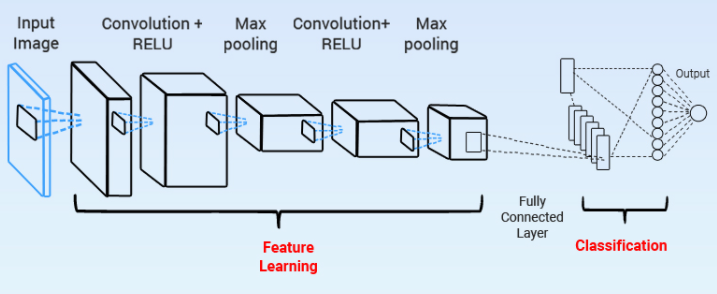 Input
Image
Convolution +
RELU
Max
pooling
Convolution+
RELU
Max
pooling
Output
Fully
Connected
Layer
Feature
Learning
Classification